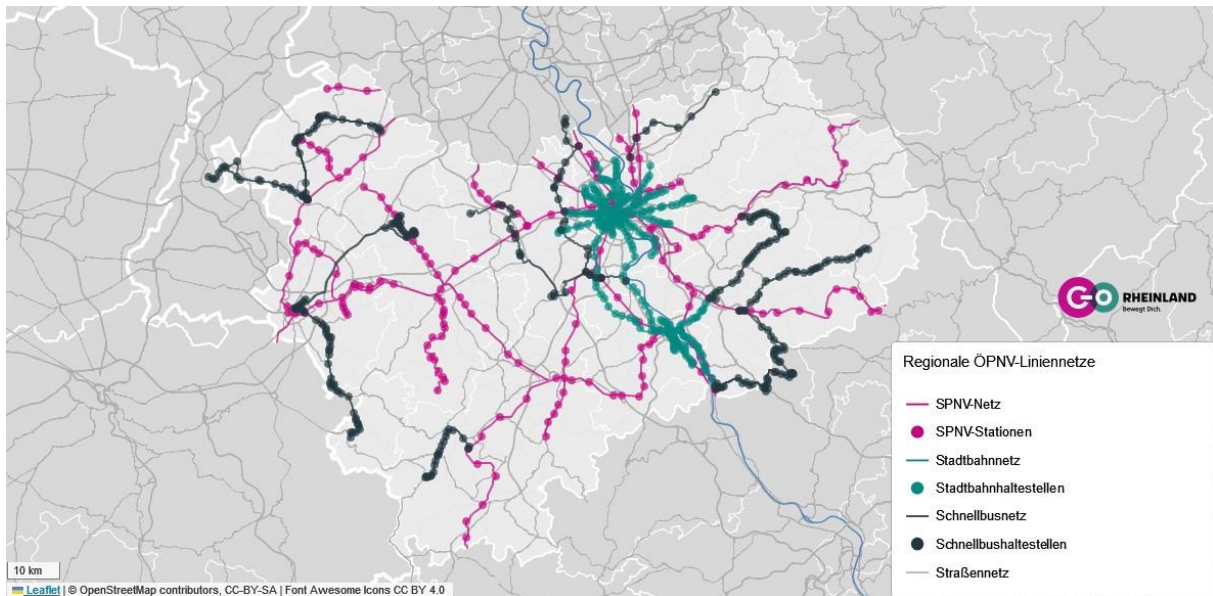 GO RHEINLAND
Bewegt Dich.
Regionale ÖPNV-Liniennetze
SPNV-Netz
SPNV-Stationen
Stadtbahnnetz
Stadtbahnhaltestellen
Schnellbusnetz
Schnellbushaltestellen
Straßennetz
10 km
Leaflet | © OpenStreetMap contributors, CC-BY-SA | Font Awesome Icons CC BY 4.0